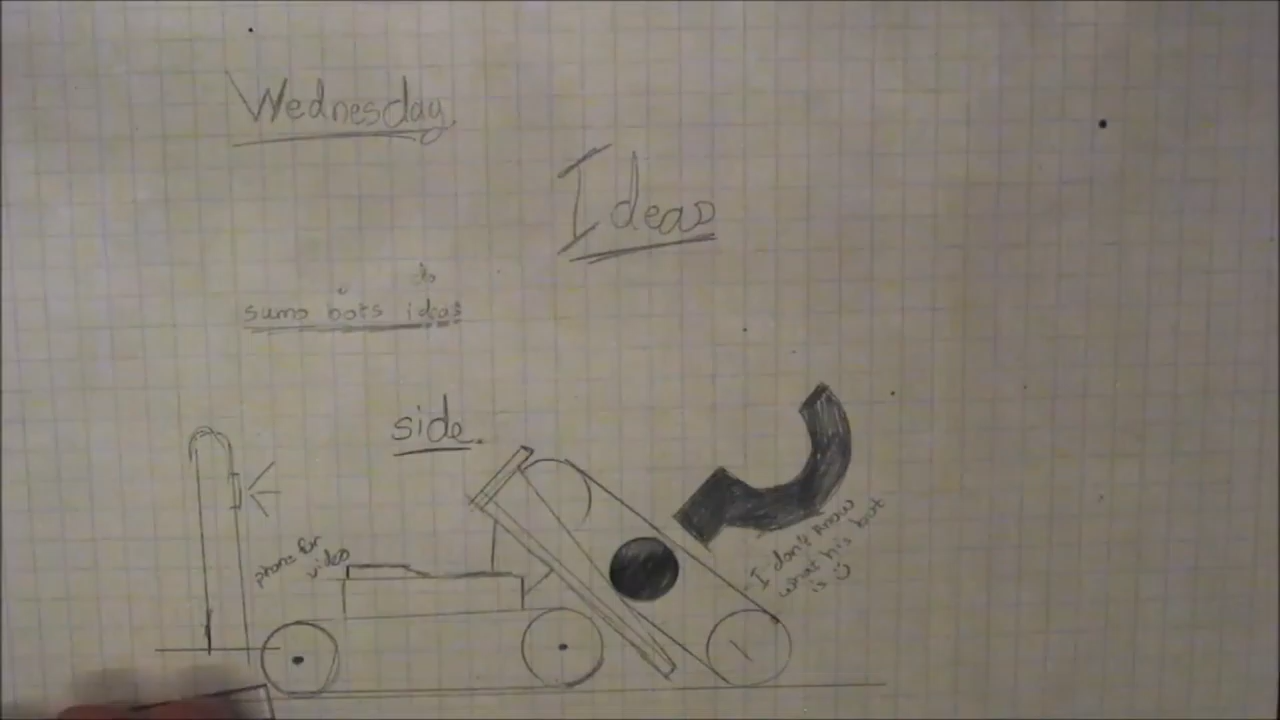 Wednesday
Ideas
sumo bots ideas
side.
phone for
video
I don't know
what his bot
is